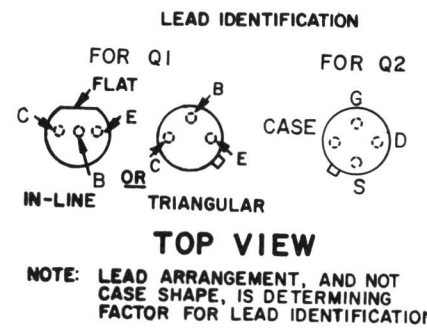 LEAD IDENTIFICATION
FOR Q1
FOR Q2
FLAT
C
E
B
IN-LINE
OR
B
C
E
TRIANGULAR
G
CASE
D
S
TOP VIEW
NOTE: LEAD ARRANGEMENT, AND NOT
CASE SHAPE, IS DETERMINING
FACTOR FOR LEAD IDENTIFICATION